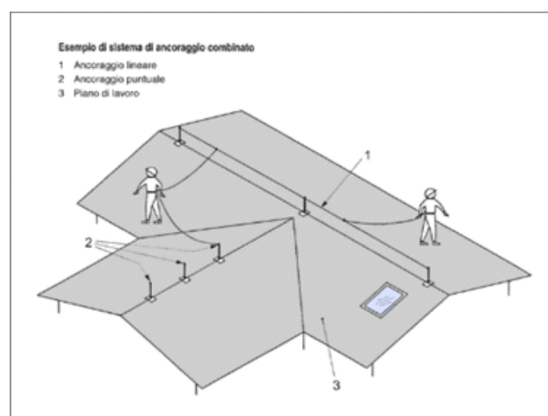 Esempio di sistema di ancoraggio combinato
1 Ancoraggio lineare
2 Ancoraggio puntuale
3 Piano di lavoro
1
2
3